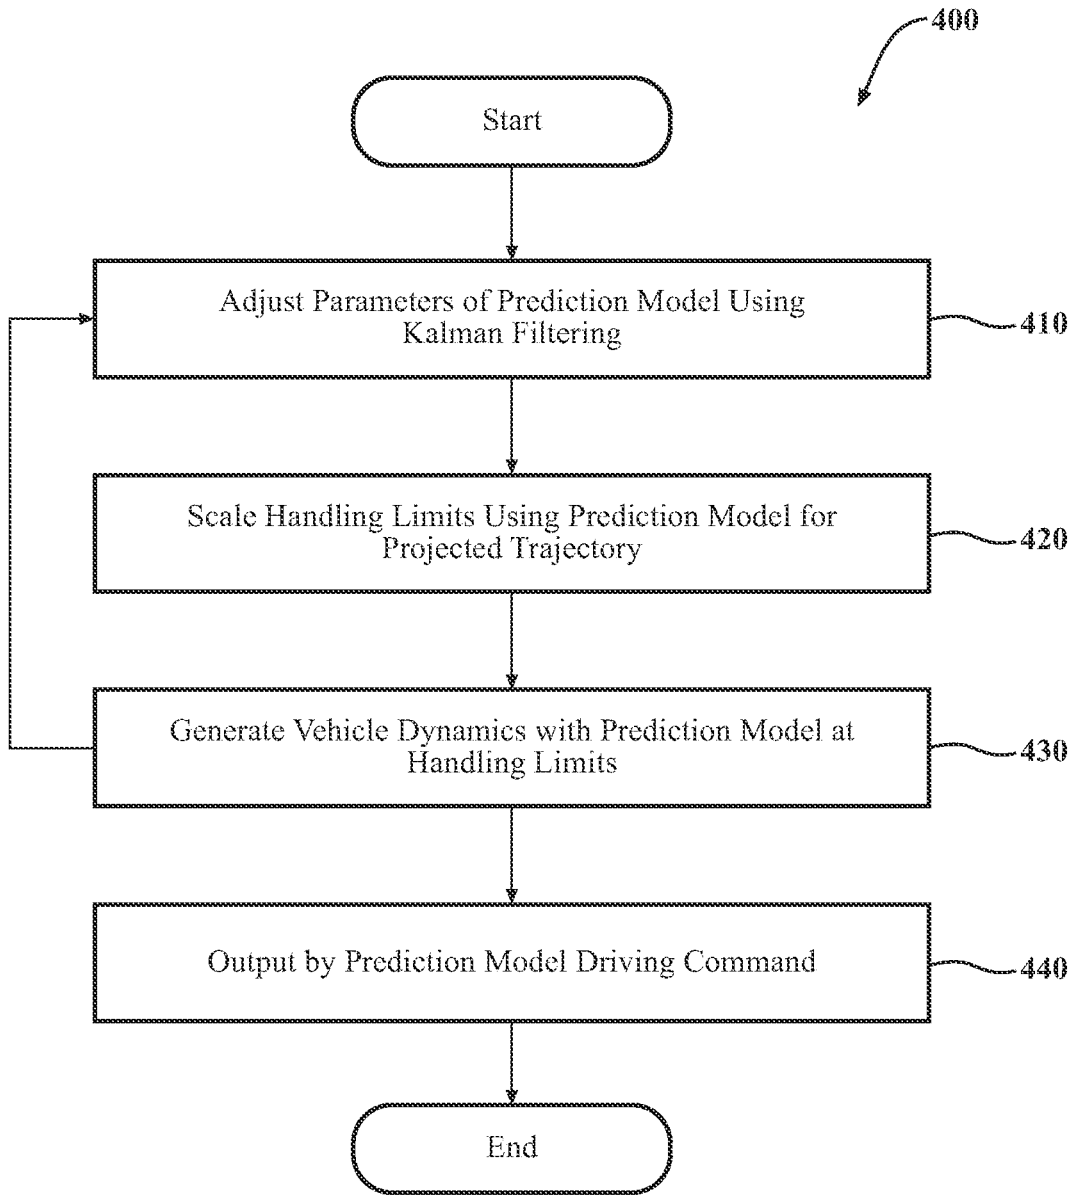 400
Start
Adjust Parameters of Prediction Model Using
Kalman Filtering
410
Scale Handling Limits Using Prediction Model for
Projected Trajectory
420
Generate Vehicle Dynamics with Prediction Model at
Handling Limits
430
Output by Prediction Model Driving Command
440
End